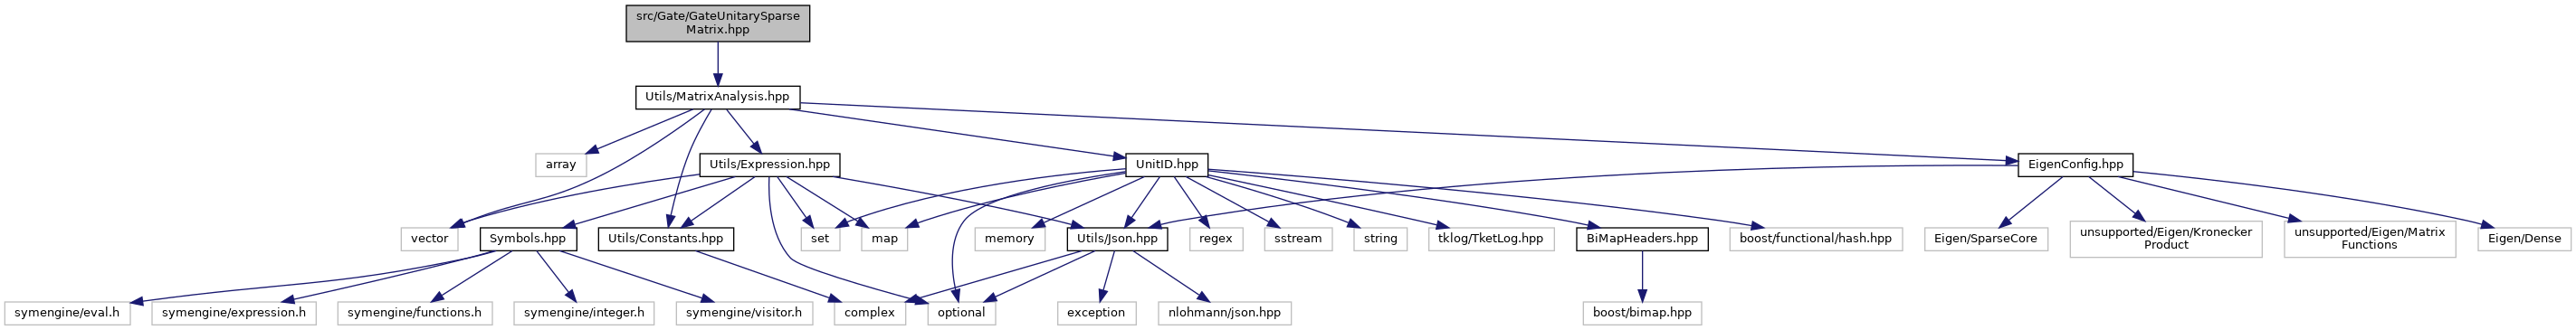 src/Gate/GateUnitarySparse
Matrix.hpp
Utils/MatrixAnalysis.hpp
array
Utils/Expression.hpp
UnitID.hpp
EigenConfig.hpp
vector
Symbols.hpp
Utils/Constants.hpp
set
map
memory
Utils/Json.hpp
regex
sstream
string
tklog/TketLog.hpp
BiMapHeaders.hpp
boost/functional/hash.hpp
Eigen/SparseCore
unsupported/Eigen/Kronecker
Product
unsupported/Eigen/Matrix
Functions
Eigen/Dense
symengine/eval.h
symengine/expression.h
symengine/functions.h
symengine/integer.h
symengine/visitor.h
complex
optional
exception
nlohmann/json.hpp
boost/bimap.hpp